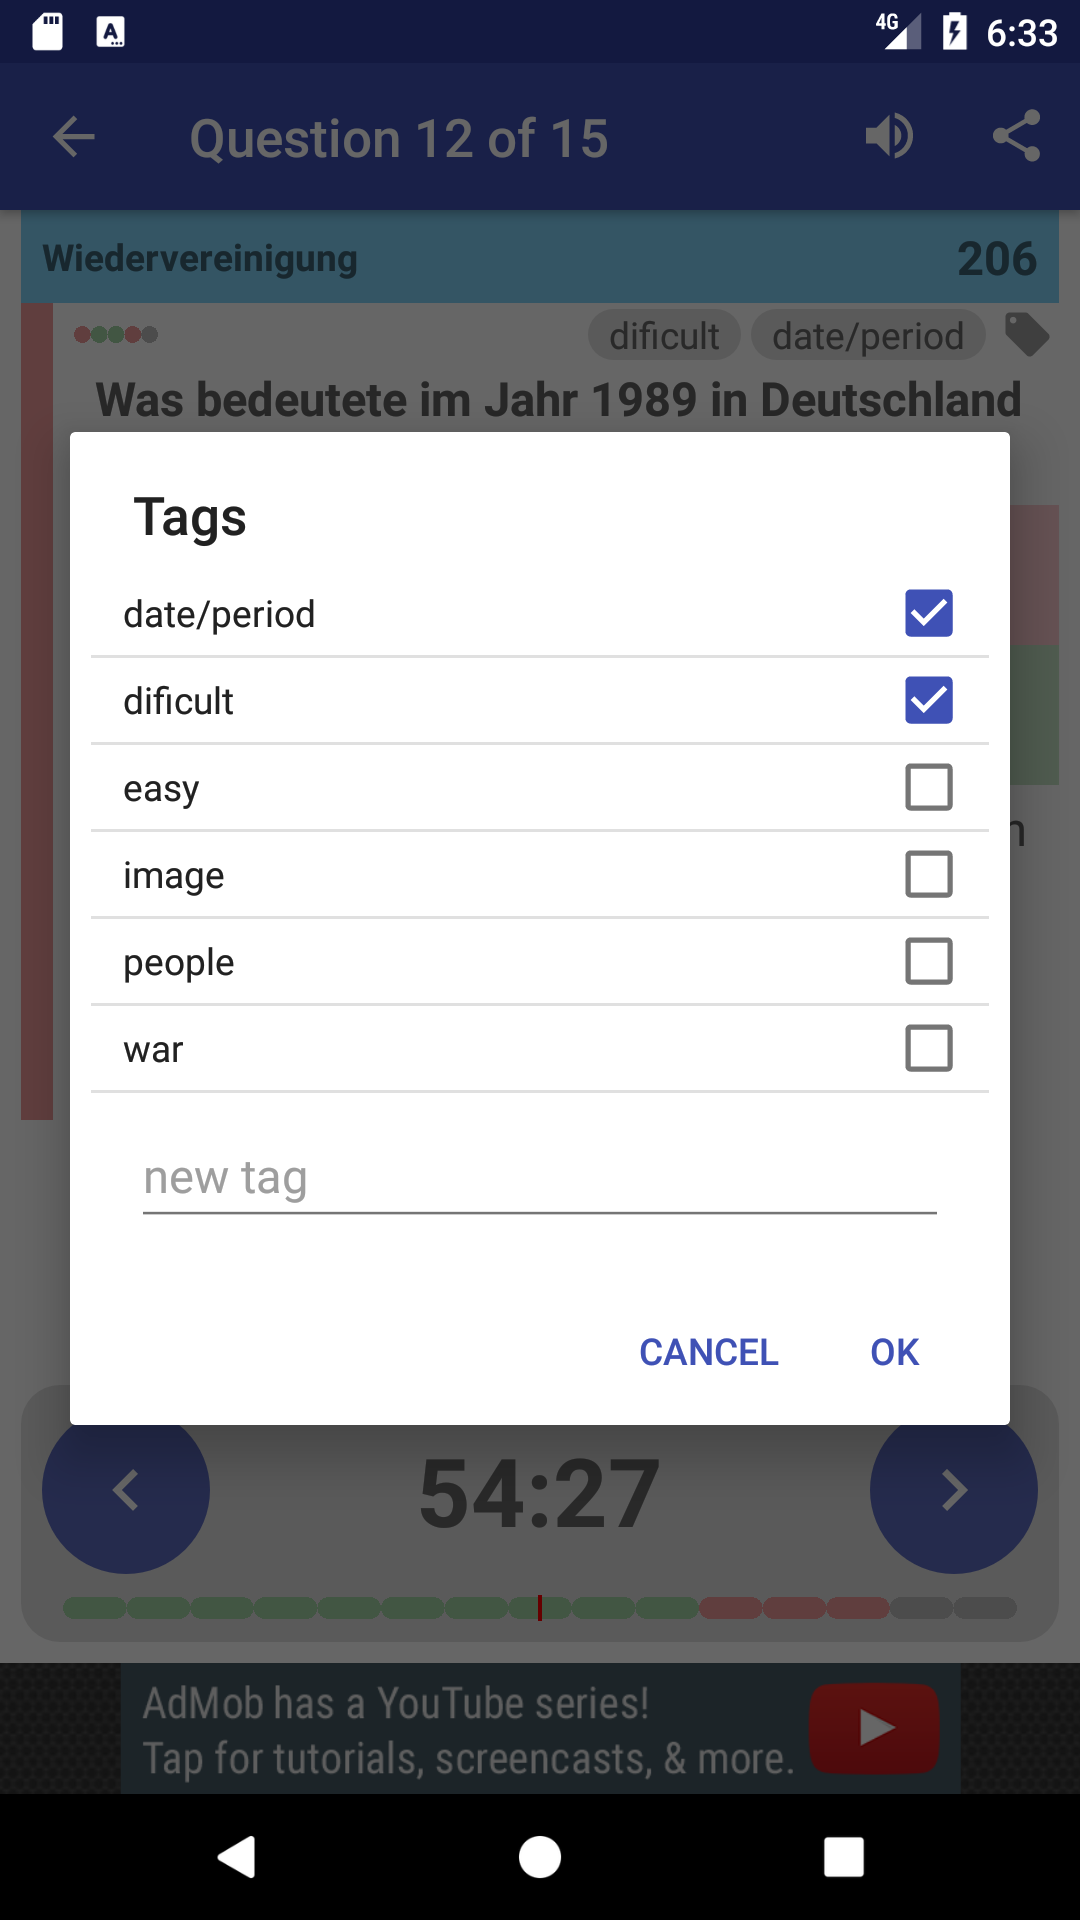 4G 6:33
Question 12 of 15
Wiedervereinigung 206
dificult date/period
Was bedeutete im Jahr 1989 in Deutschland
Tags
date/period
dificult
easy
image
people
war
new tag
CANCEL OK
54:27
AdMob has a YouTube series!
Tap for tutorials, screencasts, & more.